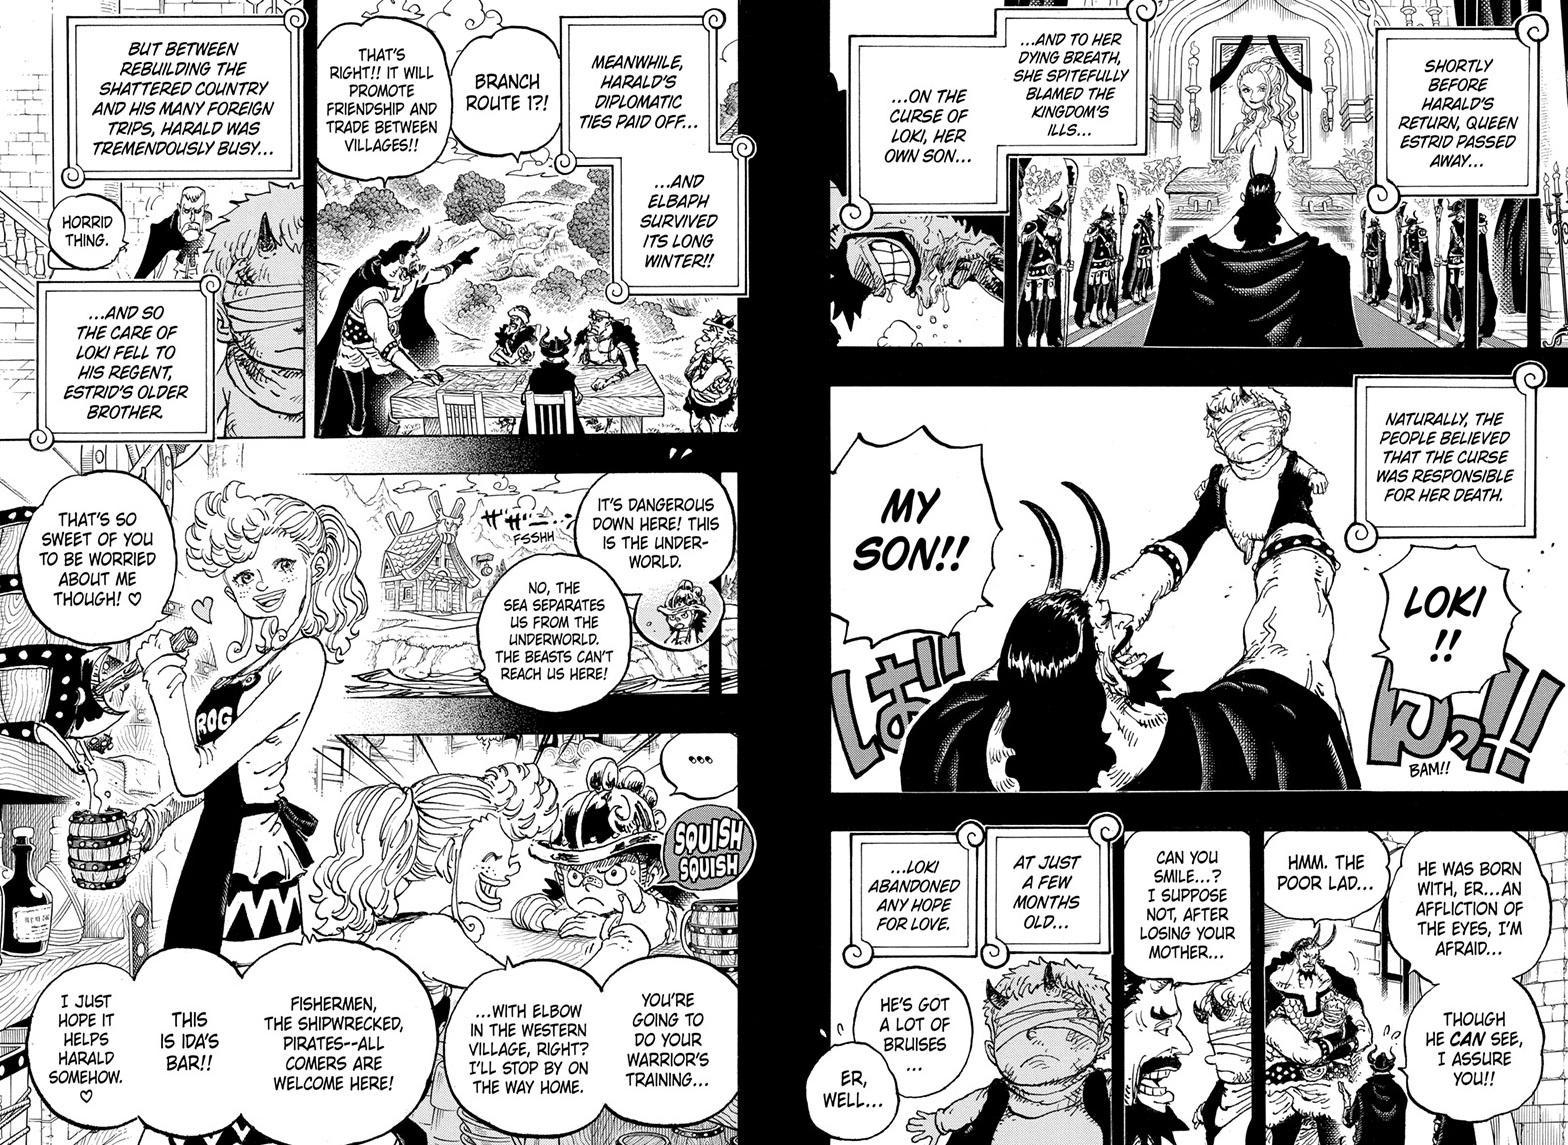 SHORTLY
BEFORE
HARALD'S
RETURN, QUEEN
ESTRID PASSED
AWAY...
...AND TO HER
DYING BREATH,
SHE SPITEFULLY
BLAMED THE
KINGDOM'S
ILLS...
...ON THE
CURSE OF
LOKI, HER
OWN SON...
NATURALLY, THE
PEOPLE BELIEVED
THAT THE CURSE
WAS RESPONSIBLE
FOR HER DEATH.
LOKI
!!
MY
SON!!
ばんっ!!
BAM!!
HE WAS BORN
WITH, ER...AN
AFFLICTION OF
THE EYES, I'M
AFRAID...
THOUGH
HE CAN SEE,
I ASSURE
YOU!!
HMM. THE
POOR LAD...
CAN YOU
SMILE...?
I SUPPOSE
NOT, AFTER
LOSING YOUR
MOTHER...
AT JUST
A FEW
MONTHS
OLD...
...LOKI
ABANDONED
ANY HOPE
FOR LOVE.
HE'S GOT
A LOT OF
BRUISES
...
ER,
WELL...
MEANWHILE,
HARALD'S
DIPLOMATIC
TIES PAID OFF...
...AND
ELBAPH
SURVIVED
ITS LONG
WINTER!!
BRANCH
ROUTE 1?!
THAT'S
RIGHT!! IT WILL
PROMOTE
FRIENDSHIP AND
TRADE BETWEEN
VILLAGES!!
BUT BETWEEN
REBUILDING THE
SHATTERED COUNTRY
AND HIS MANY FOREIGN
TRIPS, HARALD WAS
TREMENDOUSLY BUSY...
HORRID
THING.
...AND SO
THE CARE OF
LOKI FELL TO
HIS REGENT,
ESTRID'S OLDER
BROTHER.
IT'S DANGEROUS
DOWN HERE! THIS
IS THE UNDER-
WORLD.
ザザ...
FSSHH
NO, THE
SEA SEPARATES
US FROM THE
UNDERWORLD.
THE BEASTS CAN'T
REACH US HERE!
THAT'S SO
SWEET OF YOU
TO BE WORRIED
ABOUT ME
THOUGH! ♡
ROG
...
SQUISH
SQUISH
YOU'RE
GOING TO
DO YOUR
WARRIOR'S
TRAINING...
...WITH ELBOW
IN THE WESTERN
VILLAGE, RIGHT?
I'LL STOP BY ON
THE WAY HOME.
FISHERMEN,
THE SHIPWRECKED,
PIRATES--ALL
COMERS ARE
WELCOME HERE!
THIS
IS IDA'S
BAR!!
I JUST
HOPE IT
HELPS
HARALD
SOMEHOW.
♡